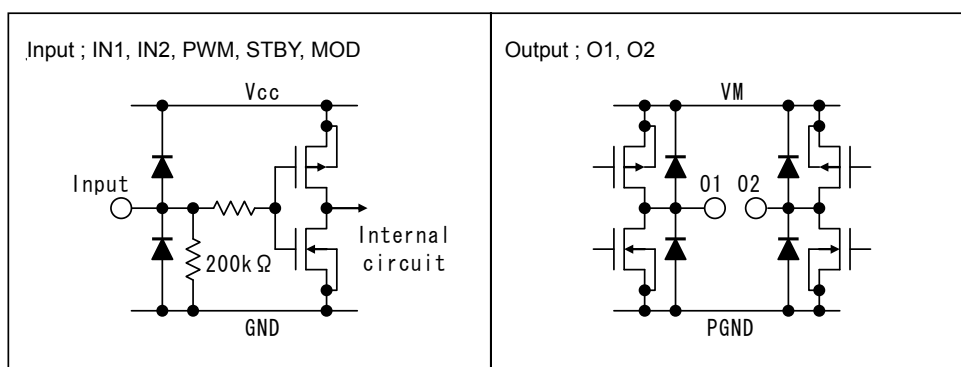 Input ; IN1, IN2, PWM, STBY, MOD
Vcc
Input
200kΩ
Internal
circuit
GND
Output ; O1, O2
VM
O1 O2
PGND